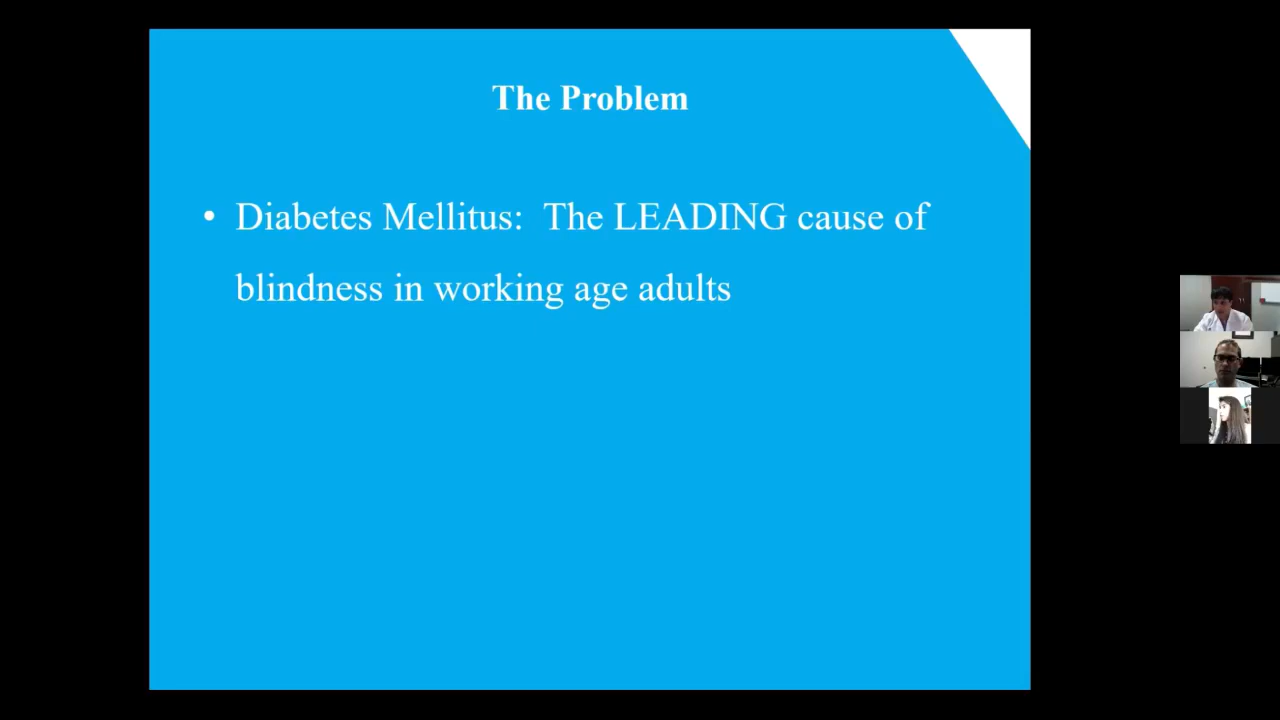 The Problem
• Diabetes Mellitus:  The LEADING cause of
blindness in working age adults